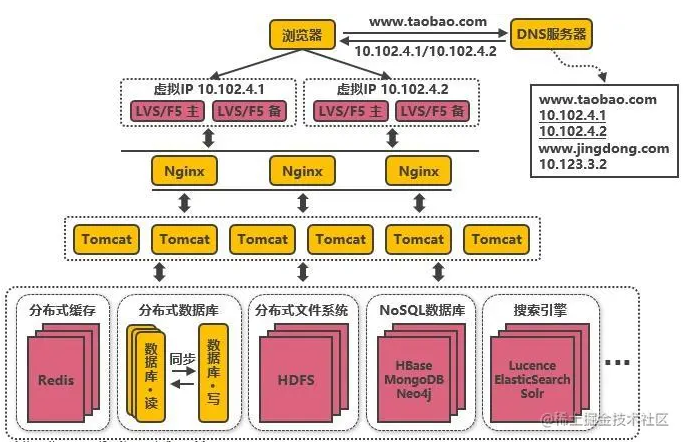 www.taobao.com
浏览器
DNS服务器
10.102.4.1/10.102.4.2
虚拟IP 10.102.4.1
虚拟IP 10.102.4.2
LVS/F5 主
LVS/F5 备
LVS/F5 主
LVS/F5 备
www.taobao.com
10.102.4.1
10.102.4.2
www.jingdong.com
10.123.3.2
Nginx
Nginx
Nginx
Tomcat
Tomcat
Tomcat
Tomcat
Tomcat
Tomcat
分布式缓存
分布式数据库
分布式文件系统
NoSQL数据库
搜索引擎
Redis
数据库·读
同步
数据库·写
HDFS
HBase
MongoDB
Neo4j
Lucence
ElasticSearch
Solr
...
@稀土掘金技术社区